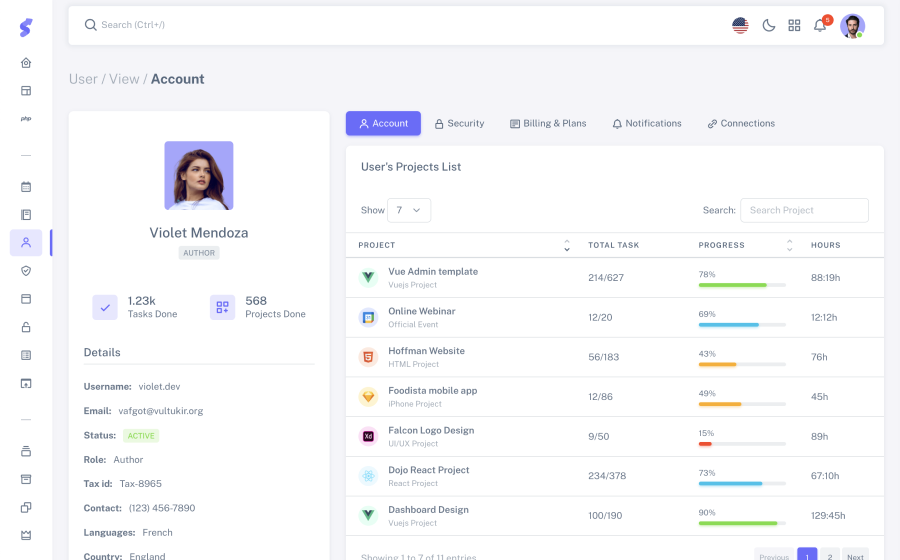 Search (Ctrl+/)
5
User / View / Account
php
Violet Mendoza
AUTHOR
1.23k
Tasks Done
568
Projects Done
Details
Username: violet.dev
Email: vafgot@vultukir.org
Status: ACTIVE
Role: Author
Tax id: Tax-8965
Contact: (123) 456-7890
Languages: French
Country: England
Account Security Billing & Plans Notifications Connections
User's Projects List
Show 7 Search: Search Project
PROJECT TOTAL TASK PROGRESS HOURS
Vue Admin template
Vuejs Project
214/627 78% 88:19h
Online Webinar
Official Event
12/20 69% 12:12h
Hoffman Website
HTML Project
56/183 43% 76h
Foodista mobile app
iPhone Project
12/86 49% 45h
Xd
Falcon Logo Design
UI/UX Project
9/50 15% 89h
Dojo React Project
React Project
234/378 73% 67:10h
Dashboard Design
Vuejs Project
100/190 90% 129:45h
Showing 1 to 7 of 11 entries
Previous 1 2 Next